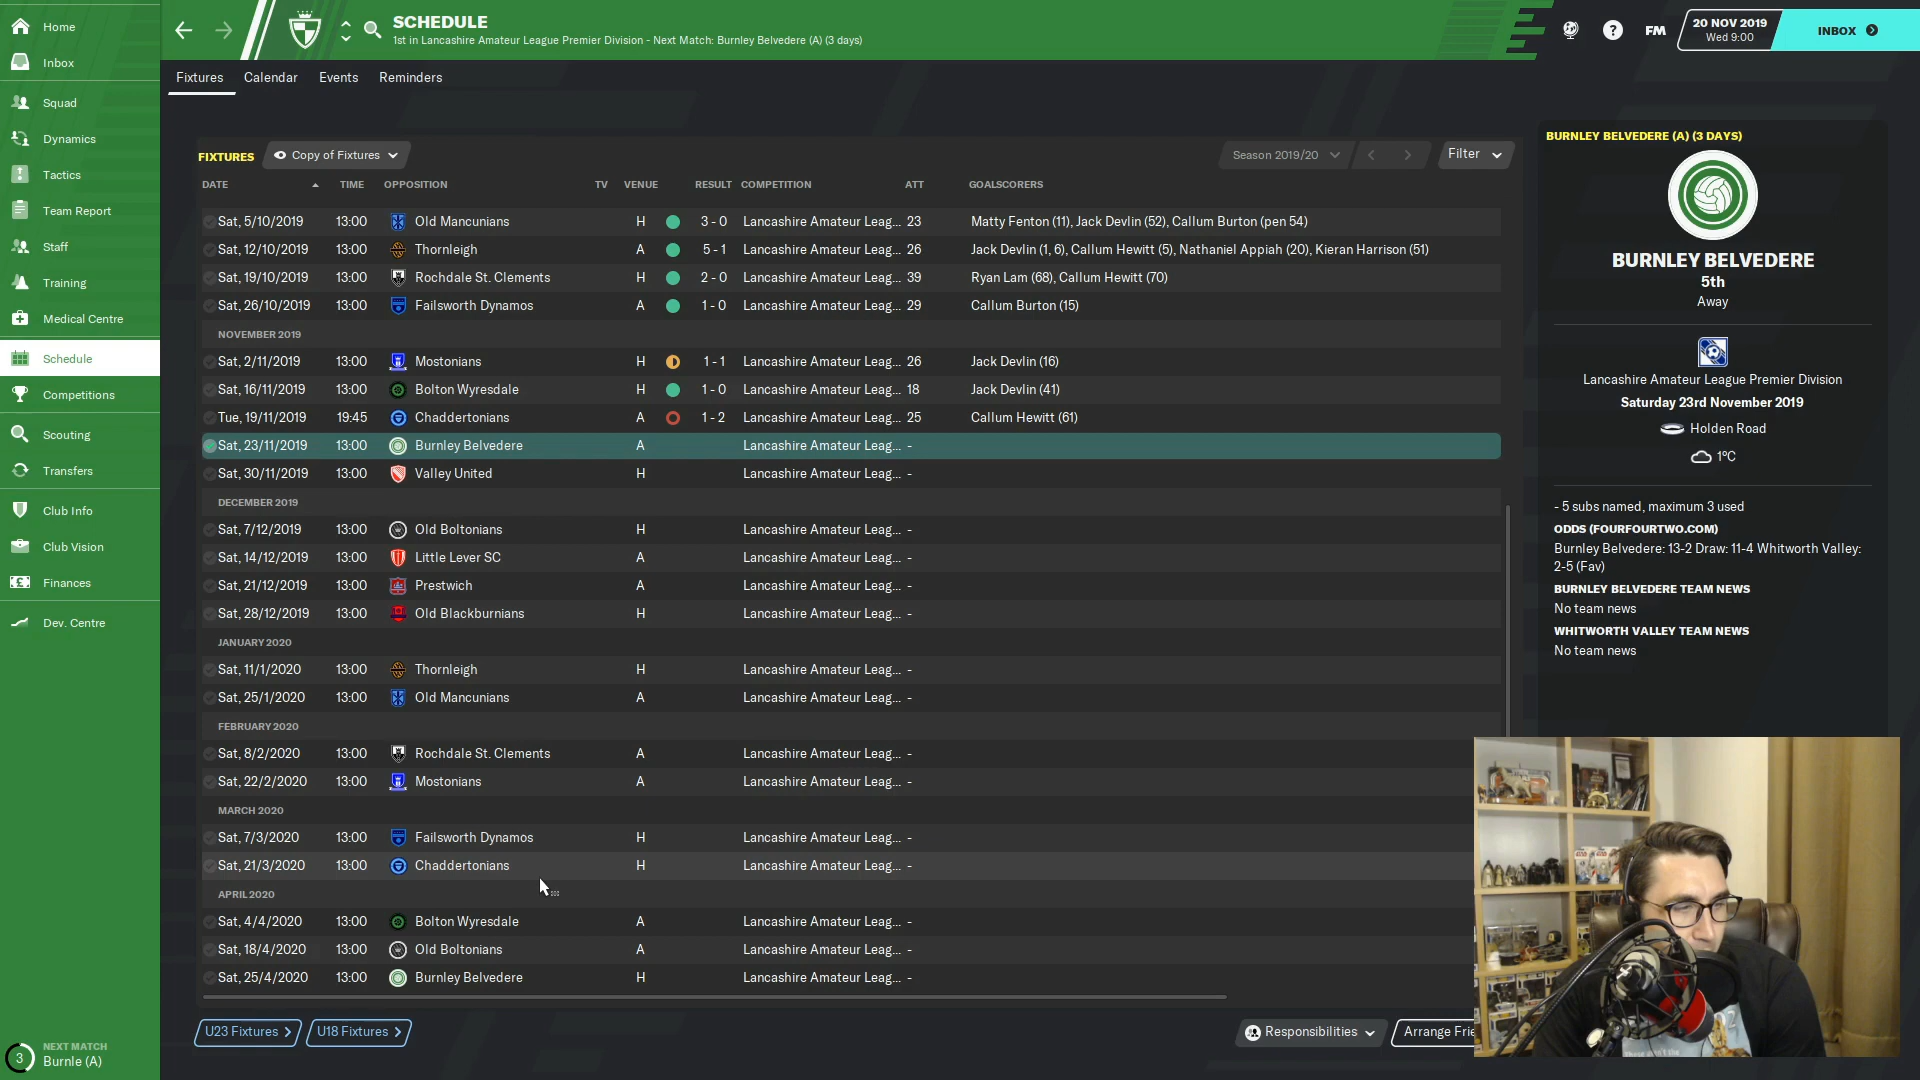 Home
Inbox
Squad
Dynamics
Tactics
Team Report
Staff
Training
Medical Centre
Schedule
Competitions
Scouting
Transfers
Club Info
Club Vision
Finances
Dev. Centre
3
NEXT MATCH
Burnle (A)
SCHEDULE
1st in Lancashire Amateur League Premier Division - Next Match: Burnley Belvedere (A) (3 days)
?
FM
20 NOV 2019
Wed 9:00
INBOX
Fixtures Calendar Events Reminders
FIXTURES Copy of Fixtures Season 2019/20 Filter
DATE TIME OPPOSITION TV VENUE RESULT COMPETITION ATT GOALSCORERS
Sat, 5/10/2019 13:00 Old Mancunians H 3 - 0 Lancashire Amateur Leag... 23 Matty Fenton (11), Jack Devlin (52), Callum Burton (pen 54)
Sat, 12/10/2019 13:00 Thornleigh A 5 - 1 Lancashire Amateur Leag... 26 Jack Devlin (1, 6), Callum Hewitt (5), Nathaniel Appiah (20), Kieran Harrison (51)
Sat, 19/10/2019 13:00 Rochdale St. Clements H 2 - 0 Lancashire Amateur Leag... 39 Ryan Lam (68), Callum Hewitt (70)
Sat, 26/10/2019 13:00 Failsworth Dynamos A 1 - 0 Lancashire Amateur Leag... 29 Callum Burton (15)
NOVEMBER 2019
Sat, 2/11/2019 13:00 Mostonians H 1 - 1 Lancashire Amateur Leag... 26 Jack Devlin (16)
Sat, 16/11/2019 13:00 Bolton Wyresdale H 1 - 0 Lancashire Amateur Leag... 18 Jack Devlin (41)
Tue, 19/11/2019 19:45 Chaddertonians A 1 - 2 Lancashire Amateur Leag... 25 Callum Hewitt (61)
Sat, 23/11/2019 13:00 Burnley Belvedere A Lancashire Amateur Leag... -
Sat, 30/11/2019 13:00 Valley United H Lancashire Amateur Leag... -
DECEMBER 2019
Sat, 7/12/2019 13:00 Old Boltonians H Lancashire Amateur Leag... -
Sat, 14/12/2019 13:00 Little Lever SC A Lancashire Amateur Leag... -
Sat, 21/12/2019 13:00 Prestwich A Lancashire Amateur Leag... -
Sat, 28/12/2019 13:00 Old Blackburnians H Lancashire Amateur Leag... -
JANUARY 2020
Sat, 11/1/2020 13:00 Thornleigh H Lancashire Amateur Leag... -
Sat, 25/1/2020 13:00 Old Mancunians A Lancashire Amateur Leag... -
FEBRUARY 2020
Sat, 8/2/2020 13:00 Rochdale St. Clements A Lancashire Amateur Leag... -
Sat, 22/2/2020 13:00 Mostonians A Lancashire Amateur Leag... -
MARCH 2020
Sat, 7/3/2020 13:00 Failsworth Dynamos H Lancashire Amateur Leag... -
Sat, 21/3/2020 13:00 Chaddertonians H Lancashire Amateur Leag... -
APRIL 2020
Sat, 4/4/2020 13:00 Bolton Wyresdale A Lancashire Amateur Leag... -
Sat, 18/4/2020 13:00 Old Boltonians A Lancashire Amateur Leag... -
Sat, 25/4/2020 13:00 Burnley Belvedere H Lancashire Amateur Leag... -
U23 Fixtures U18 Fixtures Responsibilities Arrange Frie
BURNLEY BELVEDERE (A) (3 DAYS)
BURNLEY BELVEDERE
5th
Away
Lancashire Amateur League Premier Division
Saturday 23rd November 2019
Holden Road
1°C
- 5 subs named, maximum 3 used
ODDS (FOURFOURTWO.COM)
Burnley Belvedere: 13-2 Draw: 11-4 Whitworth Valley:
2-5 (Fav)
BURNLEY BELVEDERE TEAM NEWS
No team news
WHITWORTH VALLEY TEAM NEWS
No team news